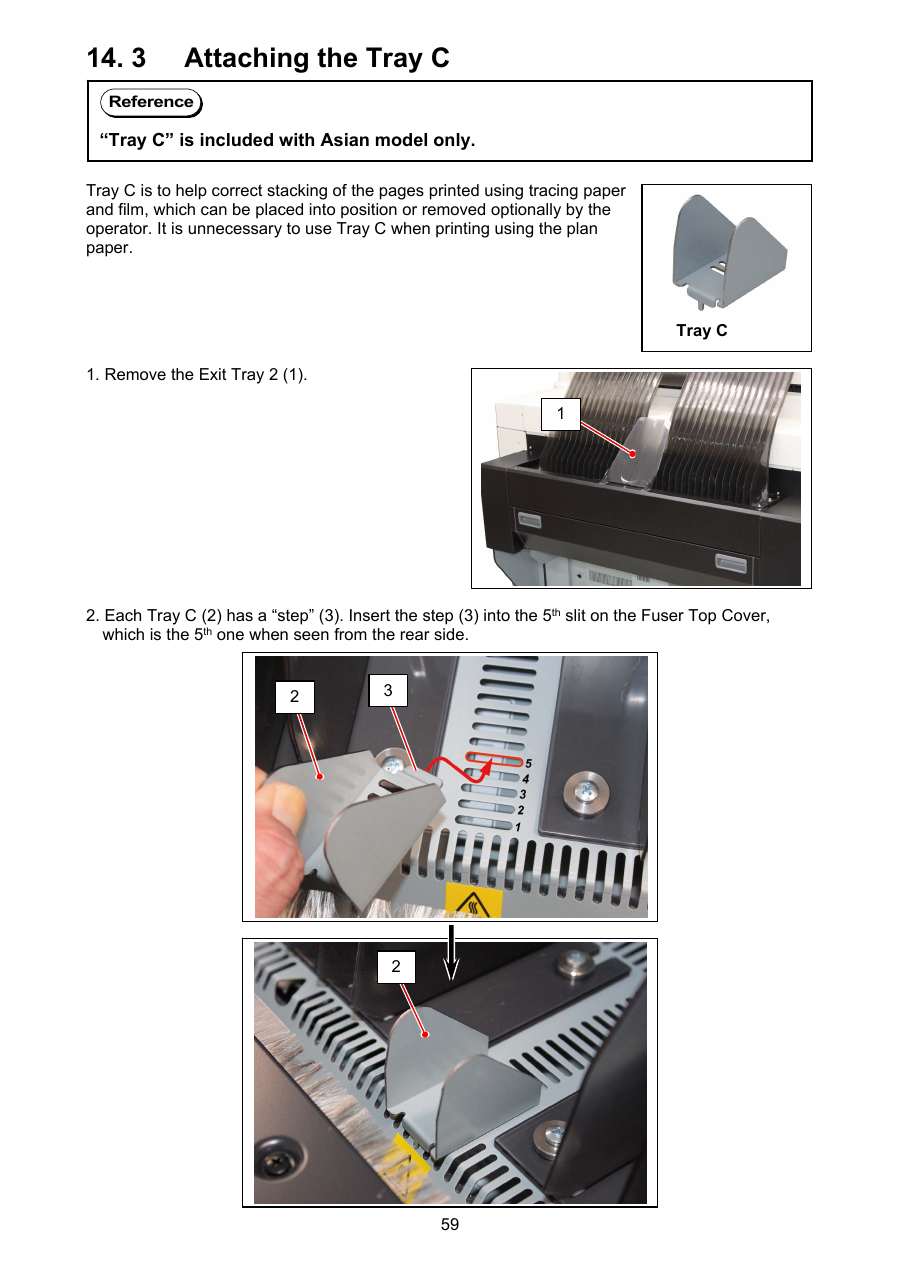 14. 3 Attaching the Tray C
Reference
“Tray C” is included with Asian model only.
Tray C is to help correct stacking of the pages printed using tracing paper
and film, which can be placed into position or removed optionally by the
operator. It is unnecessary to use Tray C when printing using the plan
paper.
Tray C
1. Remove the Exit Tray 2 (1).
1
2. Each Tray C (2) has a “step” (3). Insert the step (3) into the 5th slit on the Fuser Top Cover,
which is the 5th one when seen from the rear side.
2
3
5
4
3
2
1
2
59